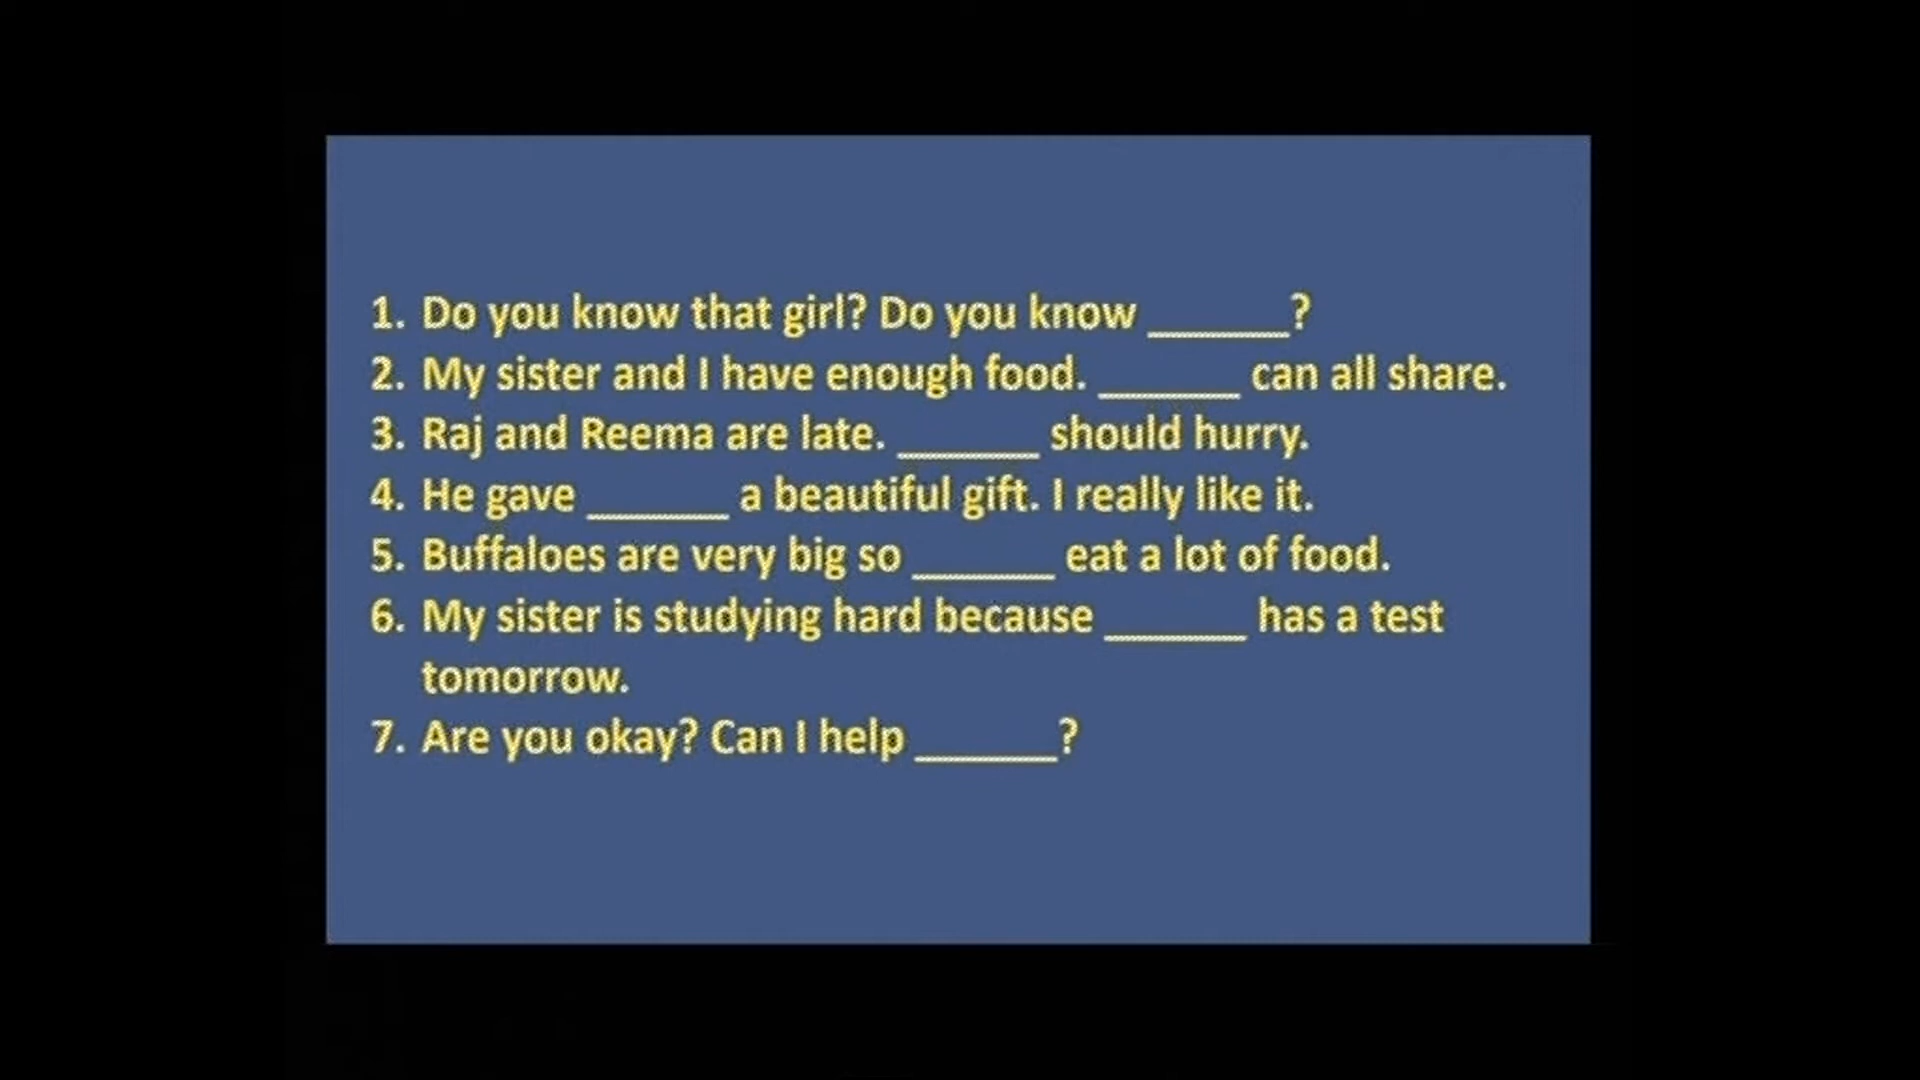 1. Do you know that girl? Do you know ______?
2. My sister and I have enough food. ______ can all share.
3. Raj and Reema are late. ______ should hurry.
4. He gave ______ a beautiful gift. I really like it.
5. Buffaloes are very big so ______ eat a lot of food.
6. My sister is studying hard because ______ has a test
tomorrow.
7. Are you okay? Can I help ______?